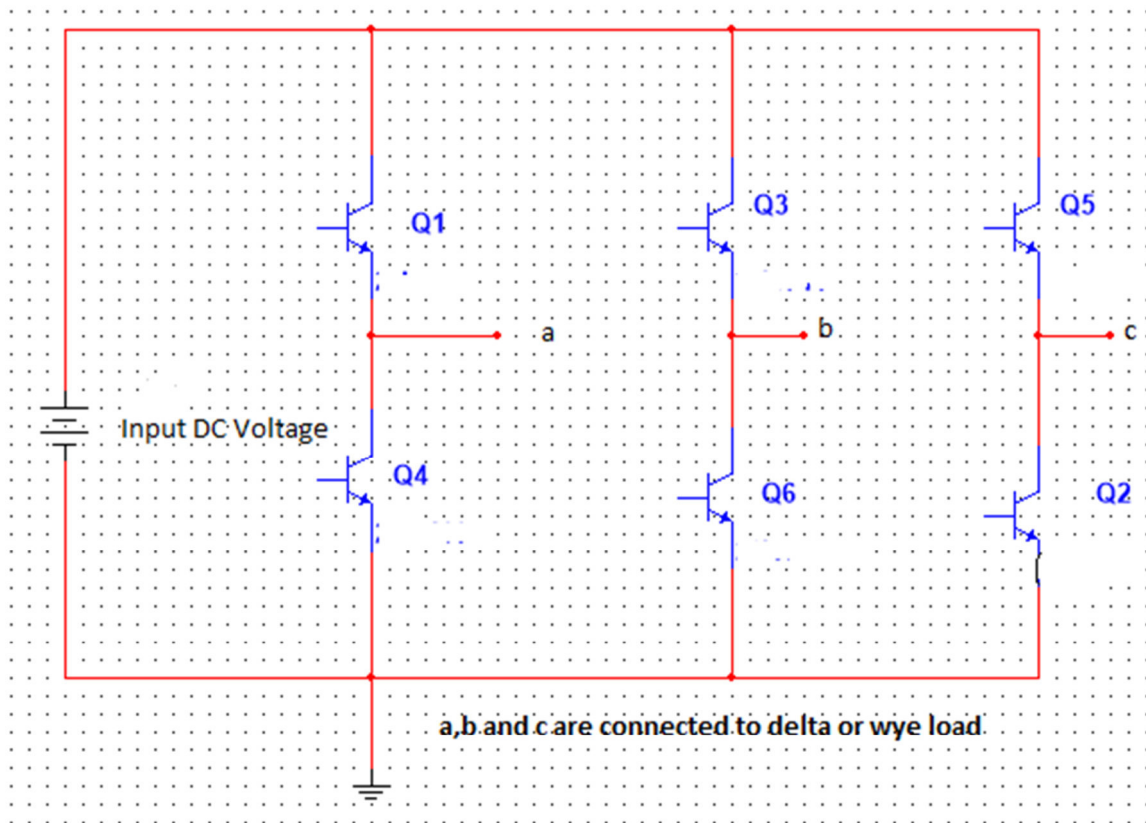 Q1
Q3
Q5
a
b
c
Input DC Voltage
Q4
Q6
Q2
a,b and c are connected to delta or wye load